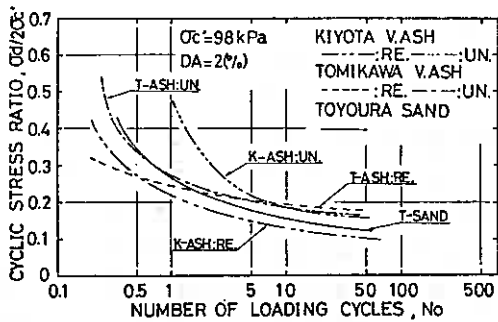 0.7
0.6
0.5
0.4
0.3
0.2
0.1
0
CYCLIC STRESS RATIO, σd/2σc'
σc'=98kPa
DA=2(%)
KIYOTA V.ASH
:RE. :UN.
TOMIKAWA V.ASH
:RE. :UN.
TOYOURA SAND
T-ASH:UN.
K-ASH:UN.
T-ASH:RE.
T-SAND
K-ASH:RE.
0.1 0.5 1 5 10 50 100 500
NUMBER OF LOADING CYCLES, No